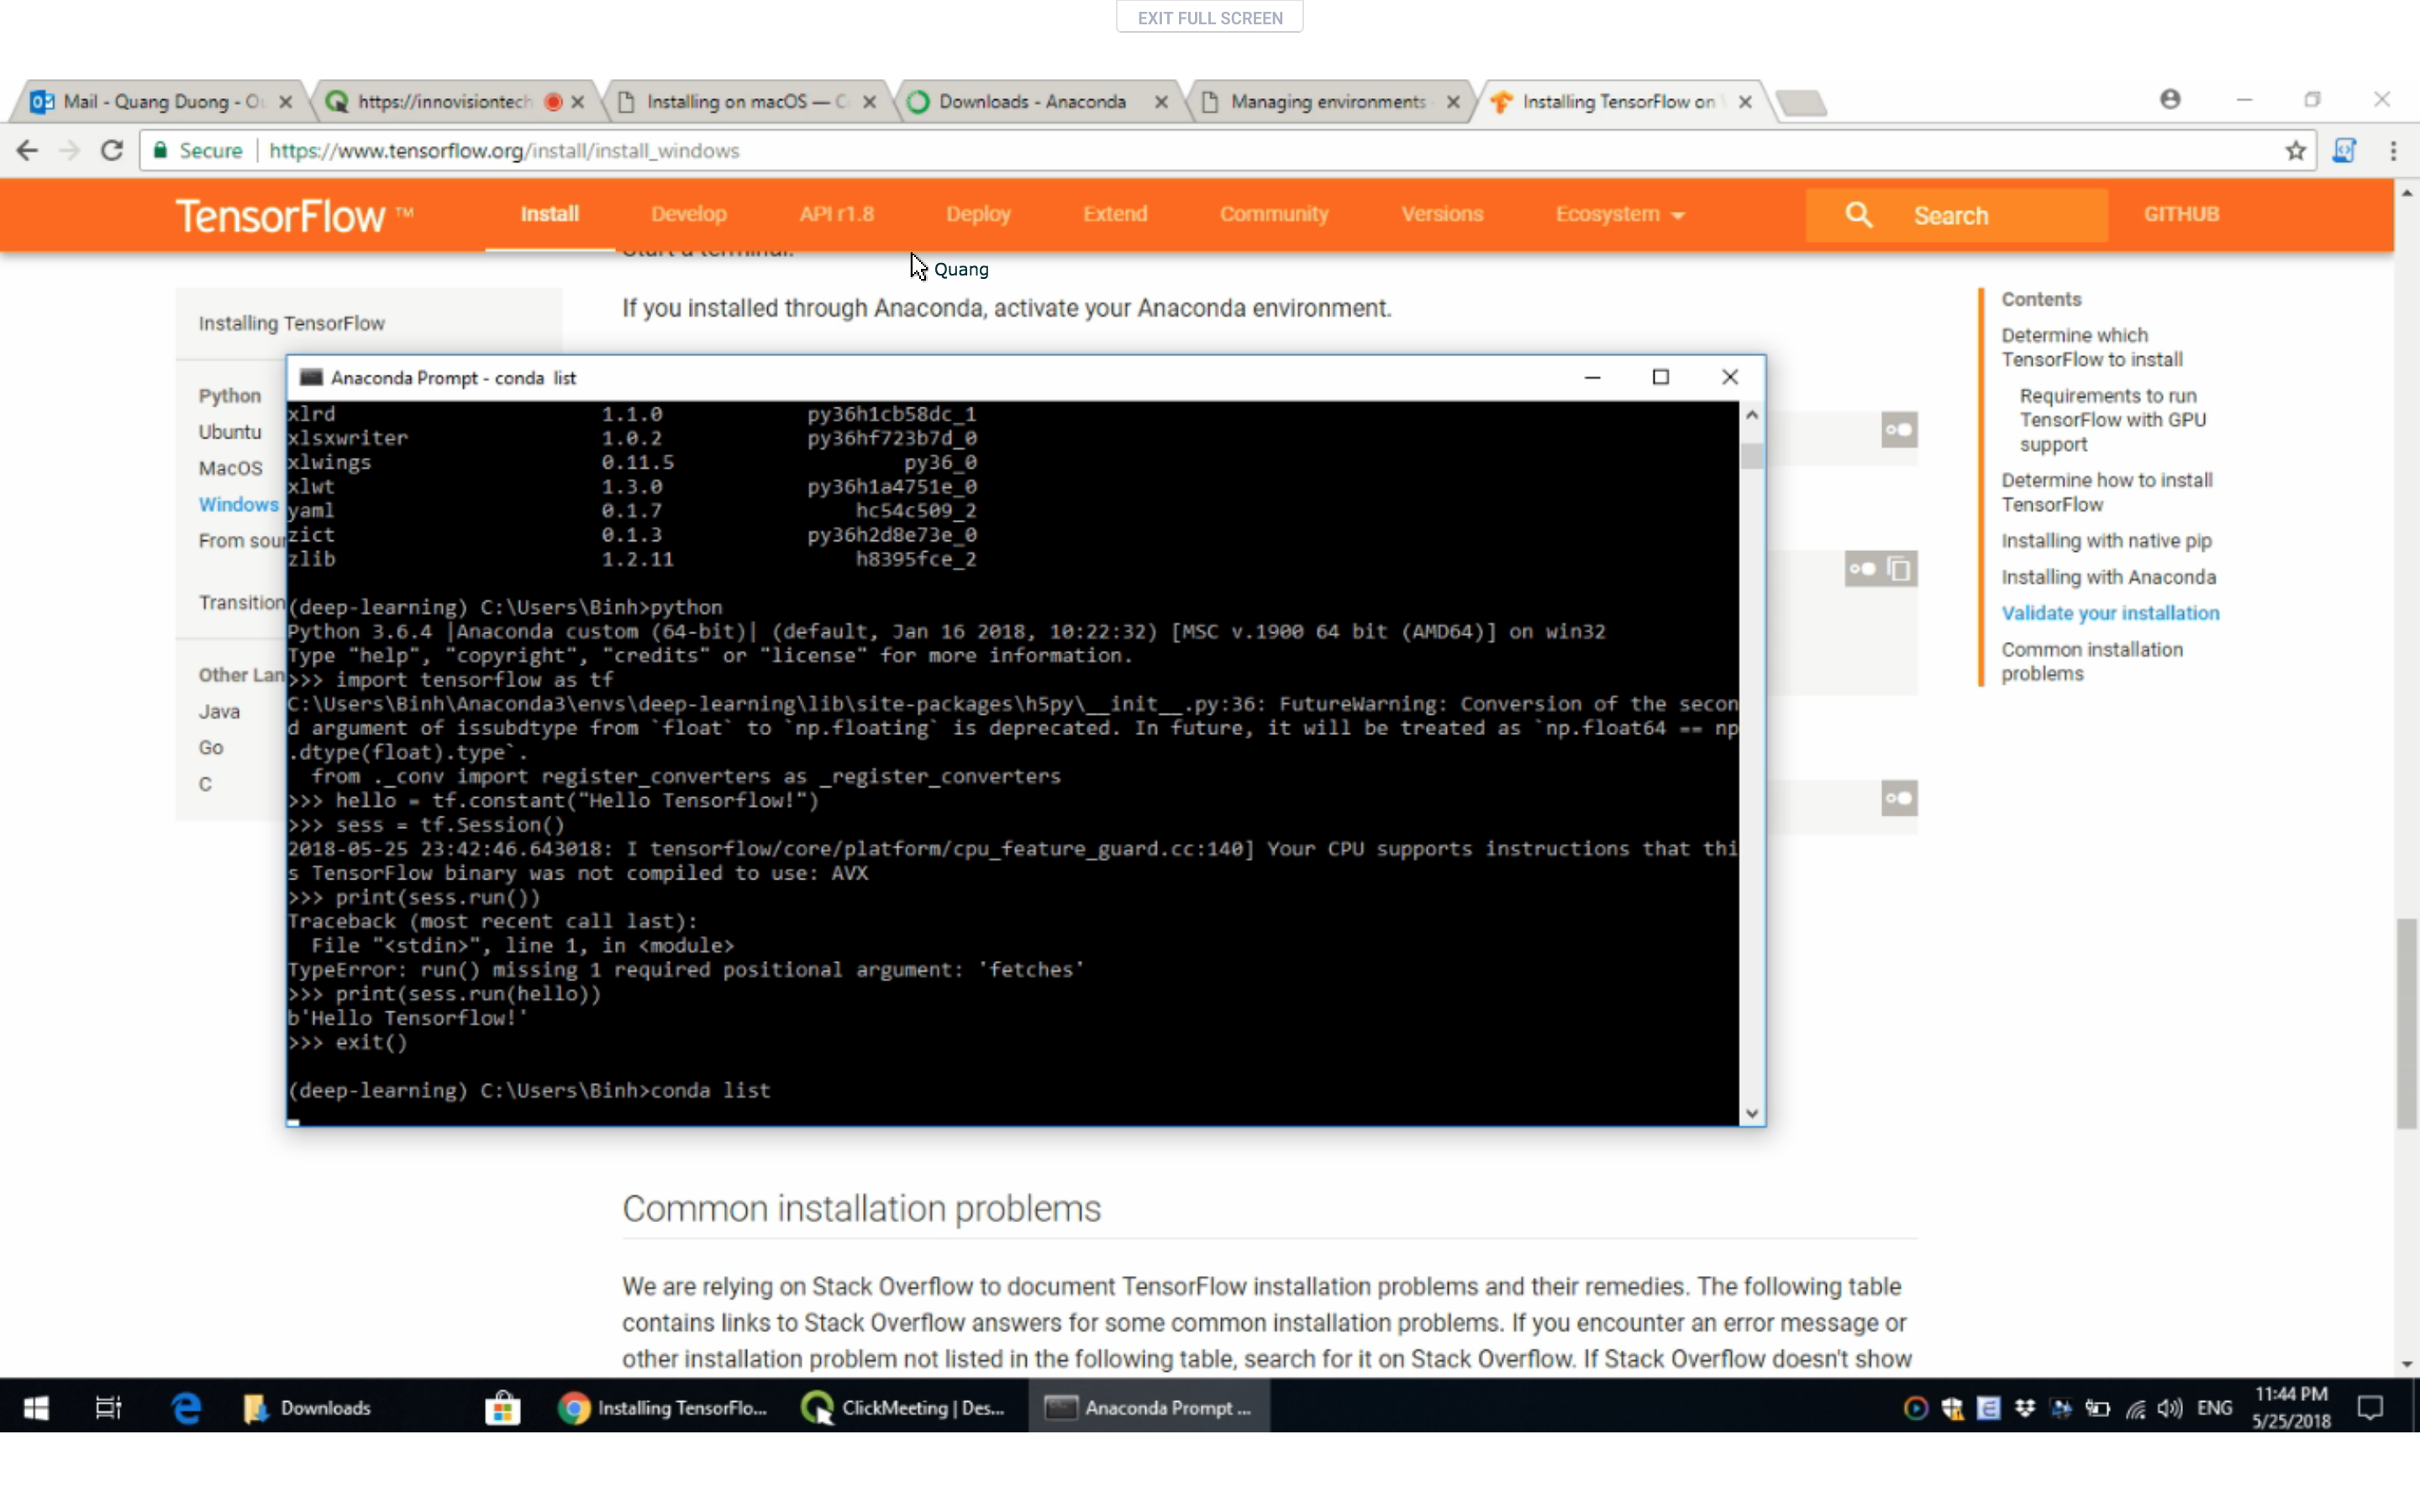 EXIT FULL SCREEN
Mail - Quang Duong - Ou
https://innovisiontech
Installing on macOS — C
Downloads - Anaconda
Managing environments
Installing TensorFlow on
Secure
https://www.tensorflow.org/install/install_windows
TensorFlow ™
Install
Develop
API r1.8
Deploy
Extend
Community
Versions
Ecosystem
Search
GITHUB
Start a terminal.
Quang
If you installed through Anaconda, activate your Anaconda environment.
Installing TensorFlow
Python
Ubuntu
MacOS
Windows
From sour
Transition
Other Lan
Java
Go
C
Anaconda Prompt - conda list
xlrd 1.1.0 py36h1cb58dc_1
xlsxwriter 1.0.2 py36hf723b7d_0
xlwings 0.11.5 py36_0
xlwt 1.3.0 py36h1a4751e_0
yaml 0.1.7 hc54c509_2
zict 0.1.3 py36h2d8e73e_0
zlib 1.2.11 h8395fce_2
(deep-learning) C:\Users\Binh>python
Python 3.6.4 |Anaconda custom (64-bit)| (default, Jan 16 2018, 10:22:32) [MSC v.1900 64 bit (AMD64)] on win32
Type "help", "copyright", "credits" or "license" for more information.
>>> import tensorflow as tf
C:\Users\Binh\Anaconda3\envs\deep-learning\lib\site-packages\h5py\__init__.py:36: FutureWarning: Conversion of the secon
d argument of issubdtype from `float` to `np.floating` is deprecated. In future, it will be treated as `np.float64 == np
.dtype(float).type`.
from ._conv import register_converters as _register_converters
>>> hello = tf.constant("Hello Tensorflow!")
>>> sess = tf.Session()
2018-05-25 23:42:46.643018: I tensorflow/core/platform/cpu_feature_guard.cc:140] Your CPU supports instructions that thi
s TensorFlow binary was not compiled to use: AVX
>>> print(sess.run())
Traceback (most recent call last):
File "<stdin>", line 1, in <module>
TypeError: run() missing 1 required positional argument: 'fetches'
>>> print(sess.run(hello))
b'Hello Tensorflow!'
>>> exit()
(deep-learning) C:\Users\Binh>conda list
Contents
Determine which
TensorFlow to install
Requirements to run
TensorFlow with GPU
support
Determine how to install
TensorFlow
Installing with native pip
Installing with Anaconda
Validate your installation
Common installation
problems
Common installation problems
We are relying on Stack Overflow to document TensorFlow installation problems and their remedies. The following table
contains links to Stack Overflow answers for some common installation problems. If you encounter an error message or
other installation problem not listed in the following table, search for it on Stack Overflow. If Stack Overflow doesn't show
Downloads
Installing TensorFlo...
ClickMeeting | Des...
Anaconda Prompt ...
ENG
11:44 PM
5/25/2018